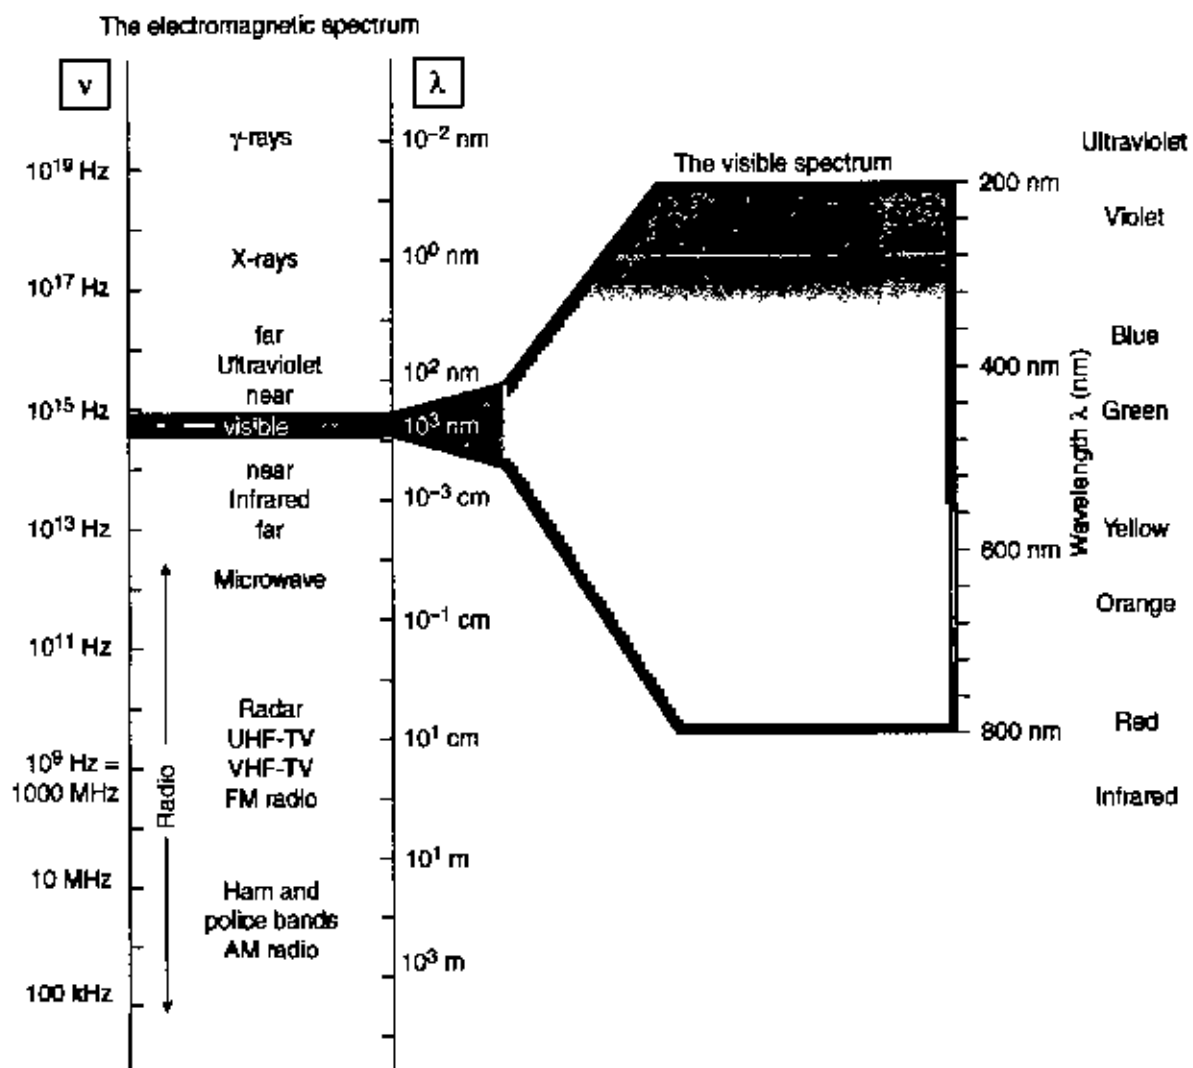 The electromagnetic spectrum
ν
λ
γ-rays
10⁻² nm
10¹⁹ Hz
X-rays
10⁰ nm
10¹⁷ Hz
far
Ultraviolet
near
10² nm
10¹⁵ Hz
visible
10³ nm
near
Infrared
far
10⁻³ cm
10¹³ Hz
Microwave
10⁻¹ cm
10¹¹ Hz
Radar
UHF-TV
VHF-TV
FM radio
10¹ cm
10⁹ Hz =
1000 MHz
Radio
10¹ m
10 MHz
Ham and
police bands
AM radio
10³ m
100 kHz
The visible spectrum
200 nm
400 nm
600 nm
800 nm
Wavelength λ (nm)
Ultraviolet
Violet
Blue
Green
Yellow
Orange
Red
Infrared